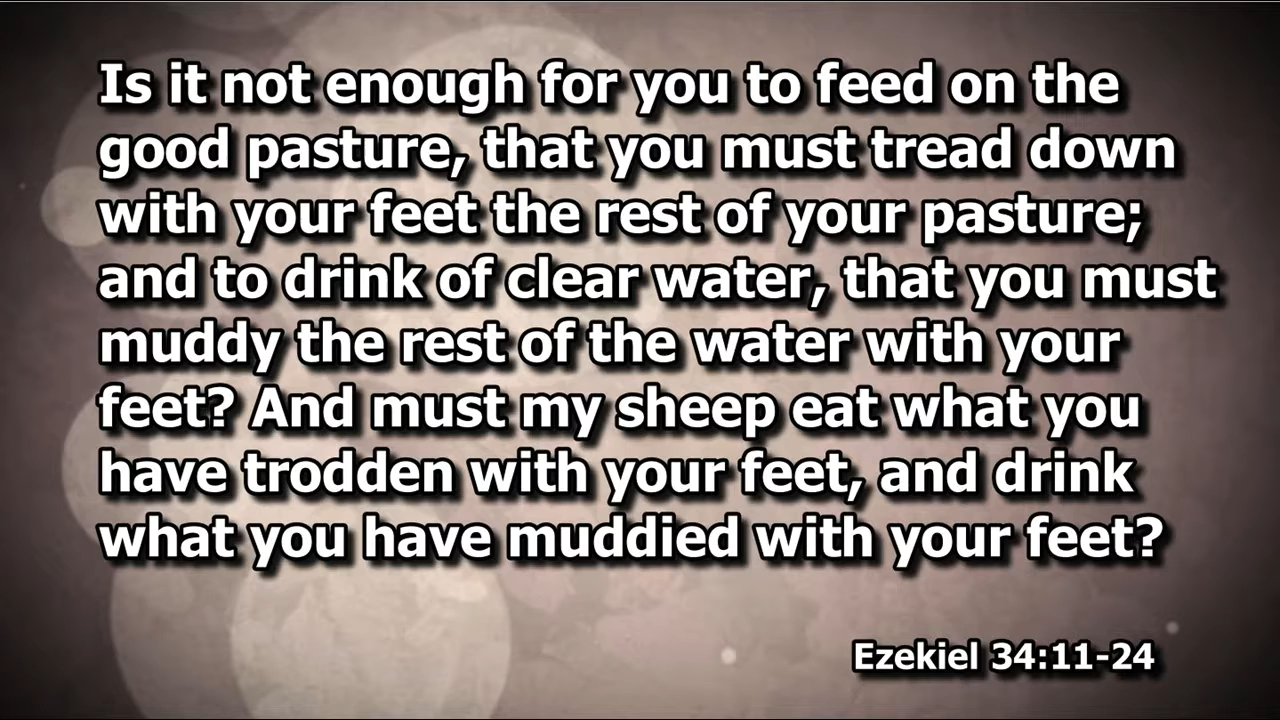 Is it not enough for you to feed on the
good pasture, that you must tread down
with your feet the rest of your pasture;
and to drink of clear water, that you must
muddy the rest of the water with your
feet? And must my sheep eat what you
have trodden with your feet, and drink
what you have muddied with your feet?
Ezekiel 34:11-24